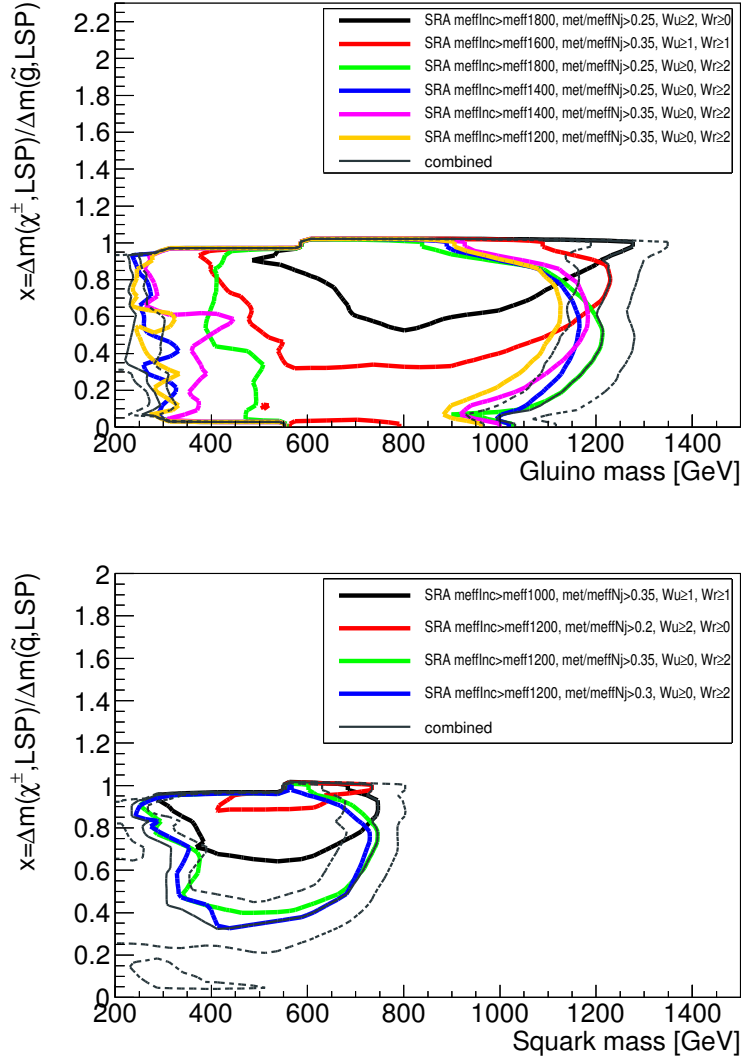 SRA meffInc>meff1800, met/meffNj>0.25, Wu≥2, Wr≥0
SRA meffInc>meff1600, met/meffNj>0.35, Wu≥1, Wr≥1
SRA meffInc>meff1800, met/meffNj>0.25, Wu≥0, Wr≥2
SRA meffInc>meff1400, met/meffNj>0.25, Wu≥0, Wr≥2
SRA meffInc>meff1400, met/meffNj>0.35, Wu≥0, Wr≥2
SRA meffInc>meff1200, met/meffNj>0.35, Wu≥0, Wr≥2
combined
x=Δm(χ±,LSP)/Δm(g̃,LSP)
2.2
2
1.8
1.6
1.4
1.2
1
0.8
0.6
0.4
0.2
0
200 400 600 800 1000 1200 1400
Gluino mass [GeV]
SRA meffInc>meff1000, met/meffNj>0.35, Wu≥1, Wr≥1
SRA meffInc>meff1200, met/meffNj>0.2, Wu≥2, Wr≥0
SRA meffInc>meff1200, met/meffNj>0.35, Wu≥0, Wr≥2
SRA meffInc>meff1200, met/meffNj>0.3, Wu≥0, Wr≥2
combined
x=Δm(χ±,LSP)/Δm(q̃,LSP)
2
1.8
1.6
1.4
1.2
1
0.8
0.6
0.4
0.2
0
200 400 600 800 1000 1200 1400
Squark mass [GeV]